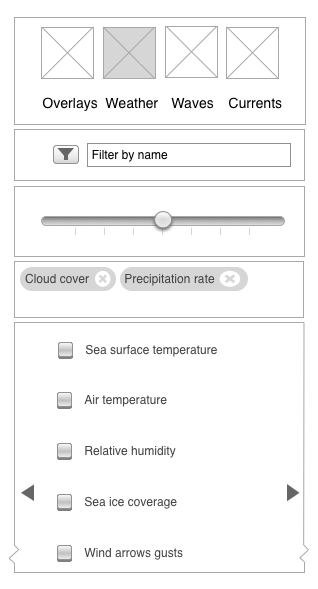 Overlays Weather Waves Currents
Filter by name
Cloud cover Precipitation rate
Sea surface temperature
Air temperature
Relative humidity
Sea ice coverage
Wind arrows gusts